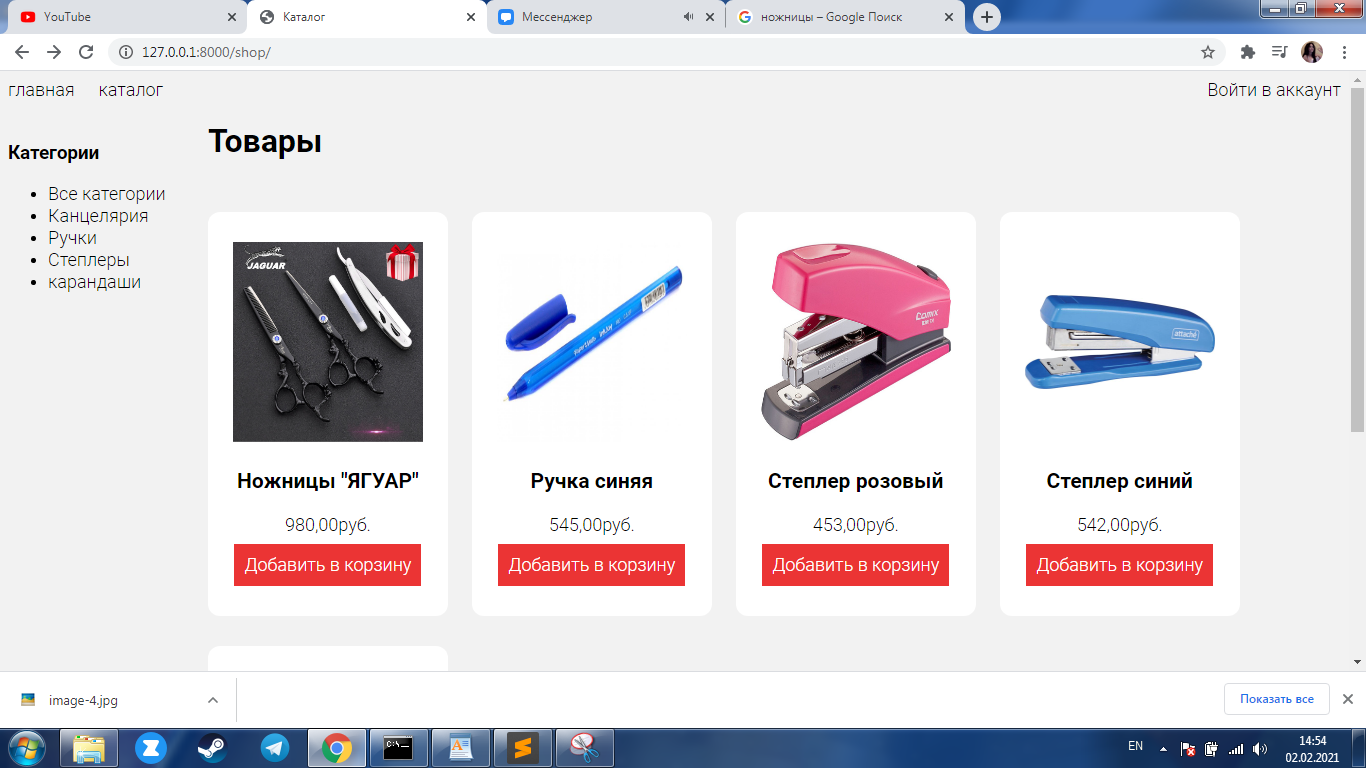 YouTube
Каталог
Мессенджер
ножницы – Google Поиск
127.0.0.1:8000/shop/
главная каталог Войти в аккаунт
Товары
Категории
Все категории
Канцелярия
Ручки
Степлеры
карандаши
JAGUAR
COMIX
attaché
Ножницы "ЯГУАР"
980,00руб.
Добавить в корзину
Ручка синяя
545,00руб.
Добавить в корзину
Степлер розовый
453,00руб.
Добавить в корзину
Степлер синий
542,00руб.
Добавить в корзину
image-4.jpg
Показать все
C:\
EN
14:54
02.02.2021